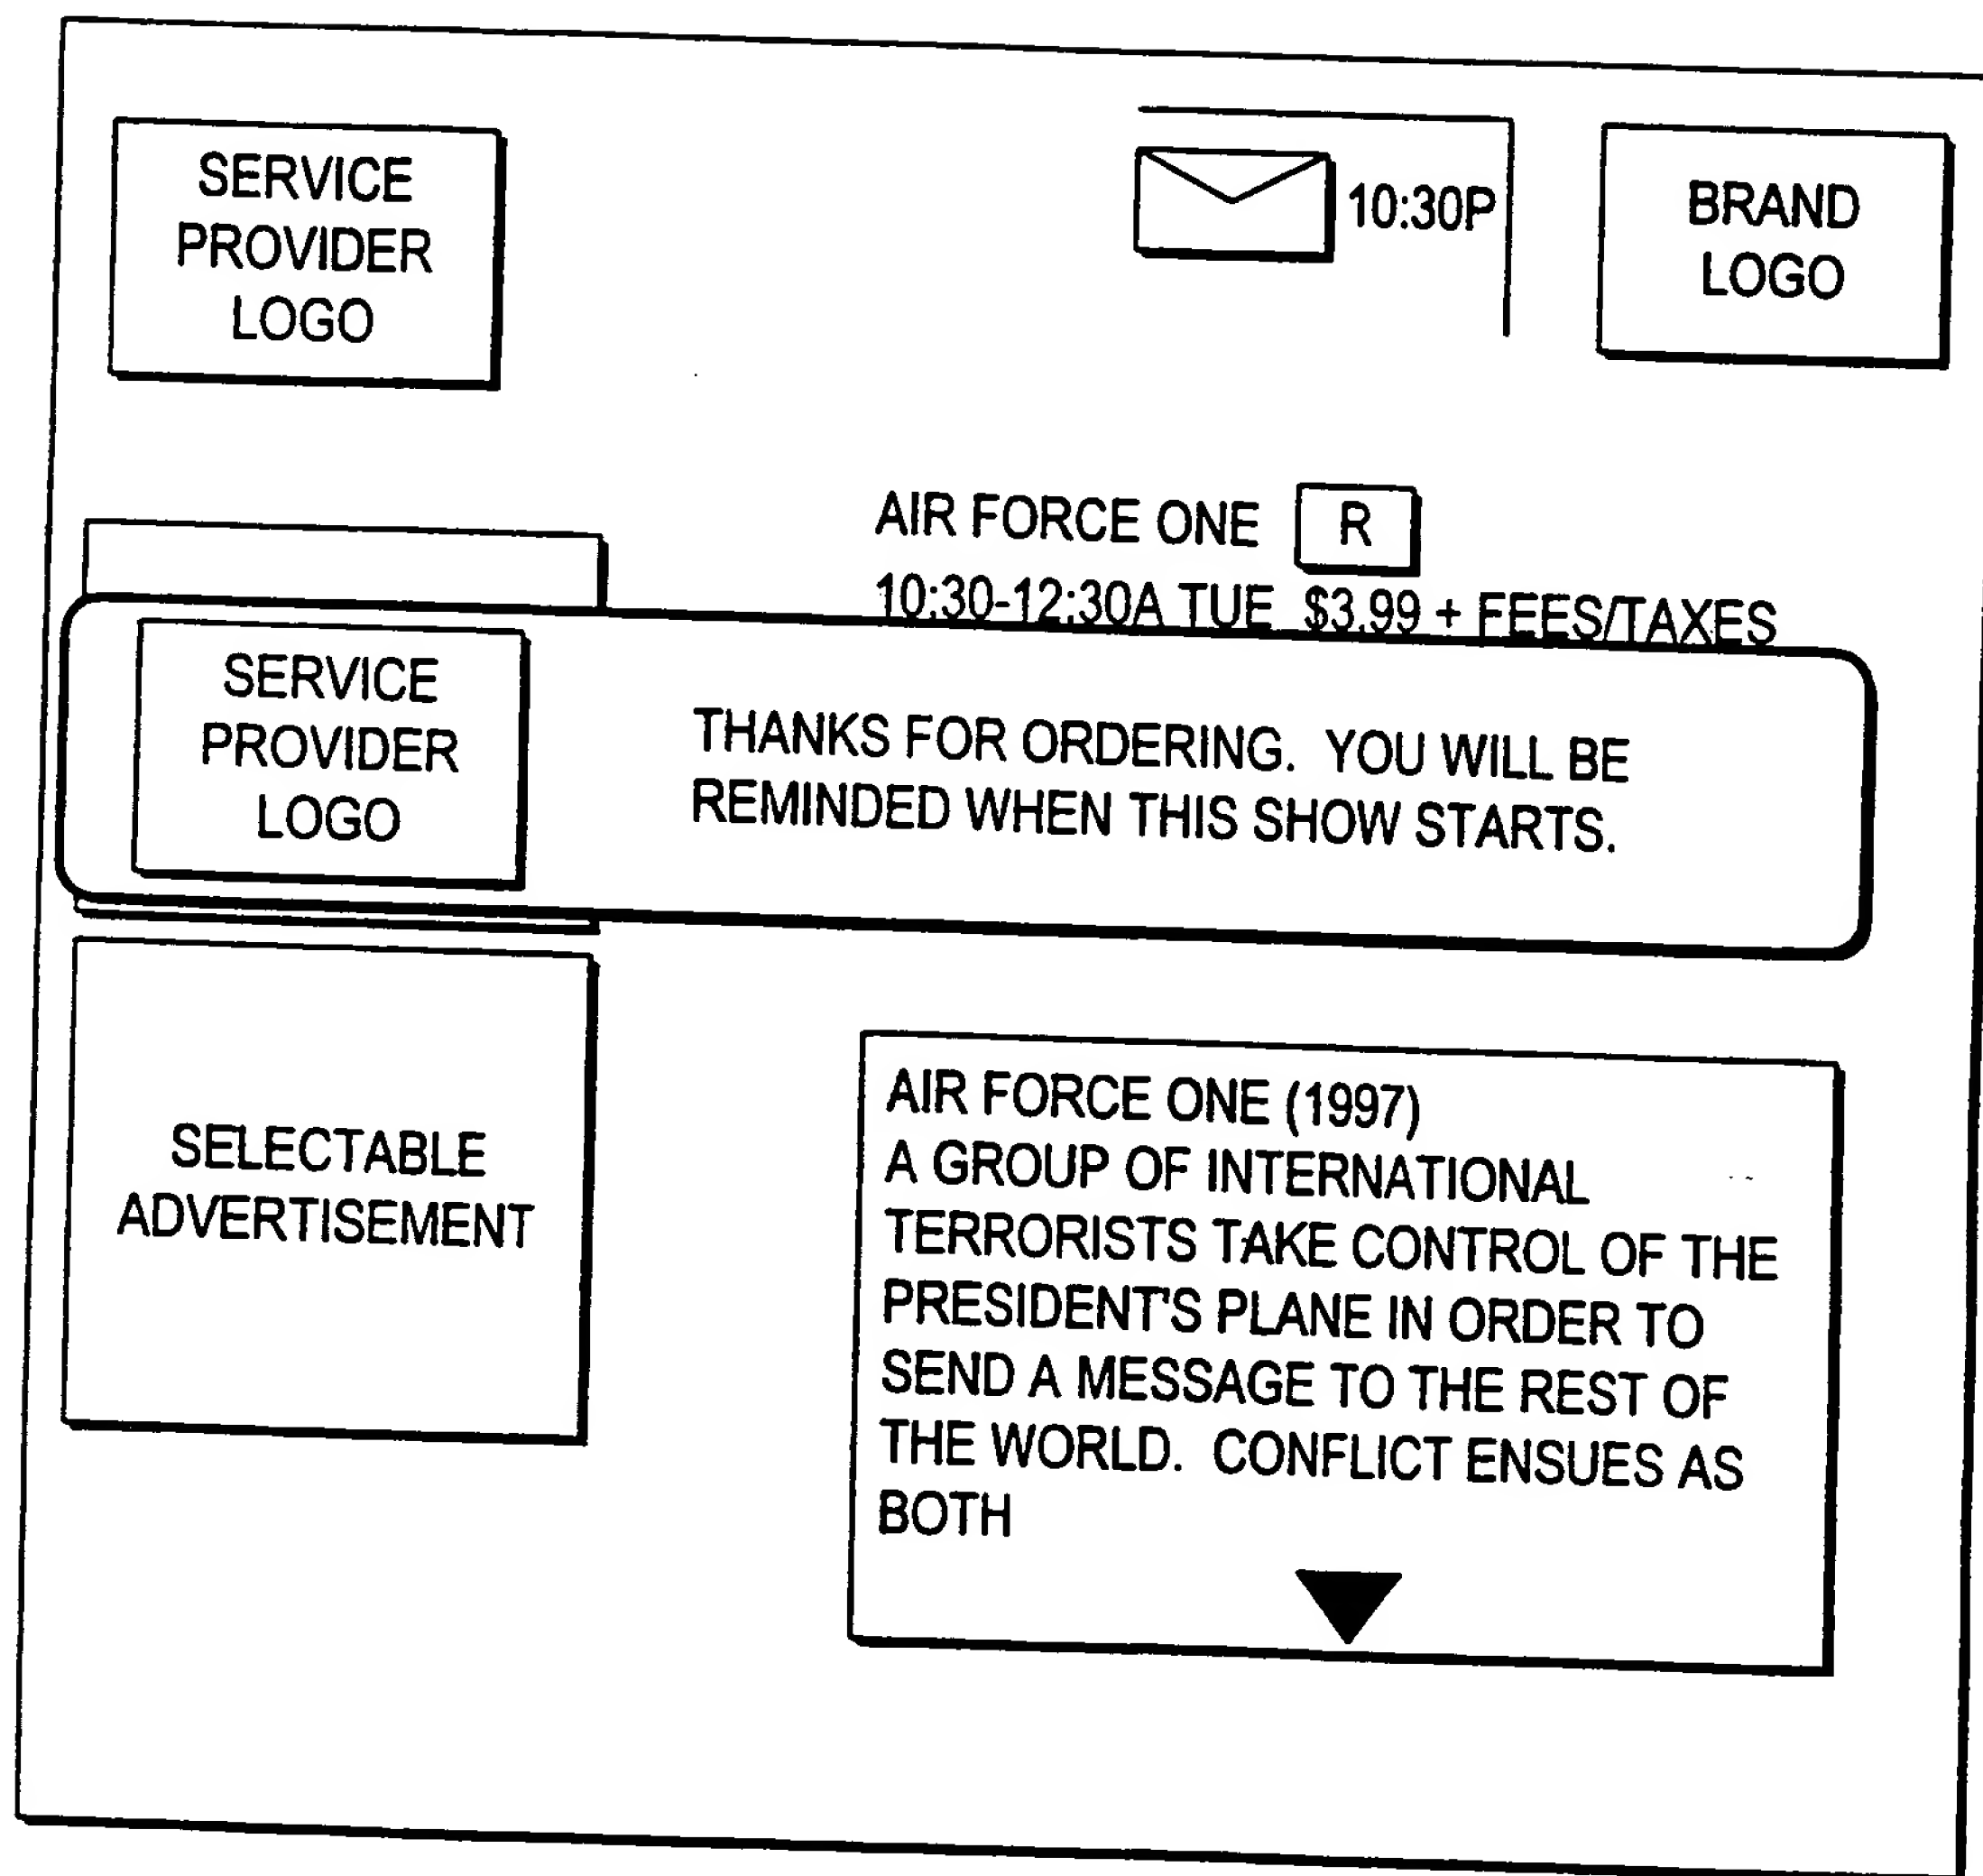 SERVICE
PROVIDER
LOGO
10:30P
BRAND
LOGO
AIR FORCE ONE R
10:30-12:30A TUE $3.99 + FEES/TAXES
SERVICE
PROVIDER
LOGO
THANKS FOR ORDERING. YOU WILL BE
REMINDED WHEN THIS SHOW STARTS.
SELECTABLE
ADVERTISEMENT
AIR FORCE ONE (1997)
A GROUP OF INTERNATIONAL
TERRORISTS TAKE CONTROL OF THE
PRESIDENT'S PLANE IN ORDER TO
SEND A MESSAGE TO THE REST OF
THE WORLD. CONFLICT ENSUES AS
BOTH